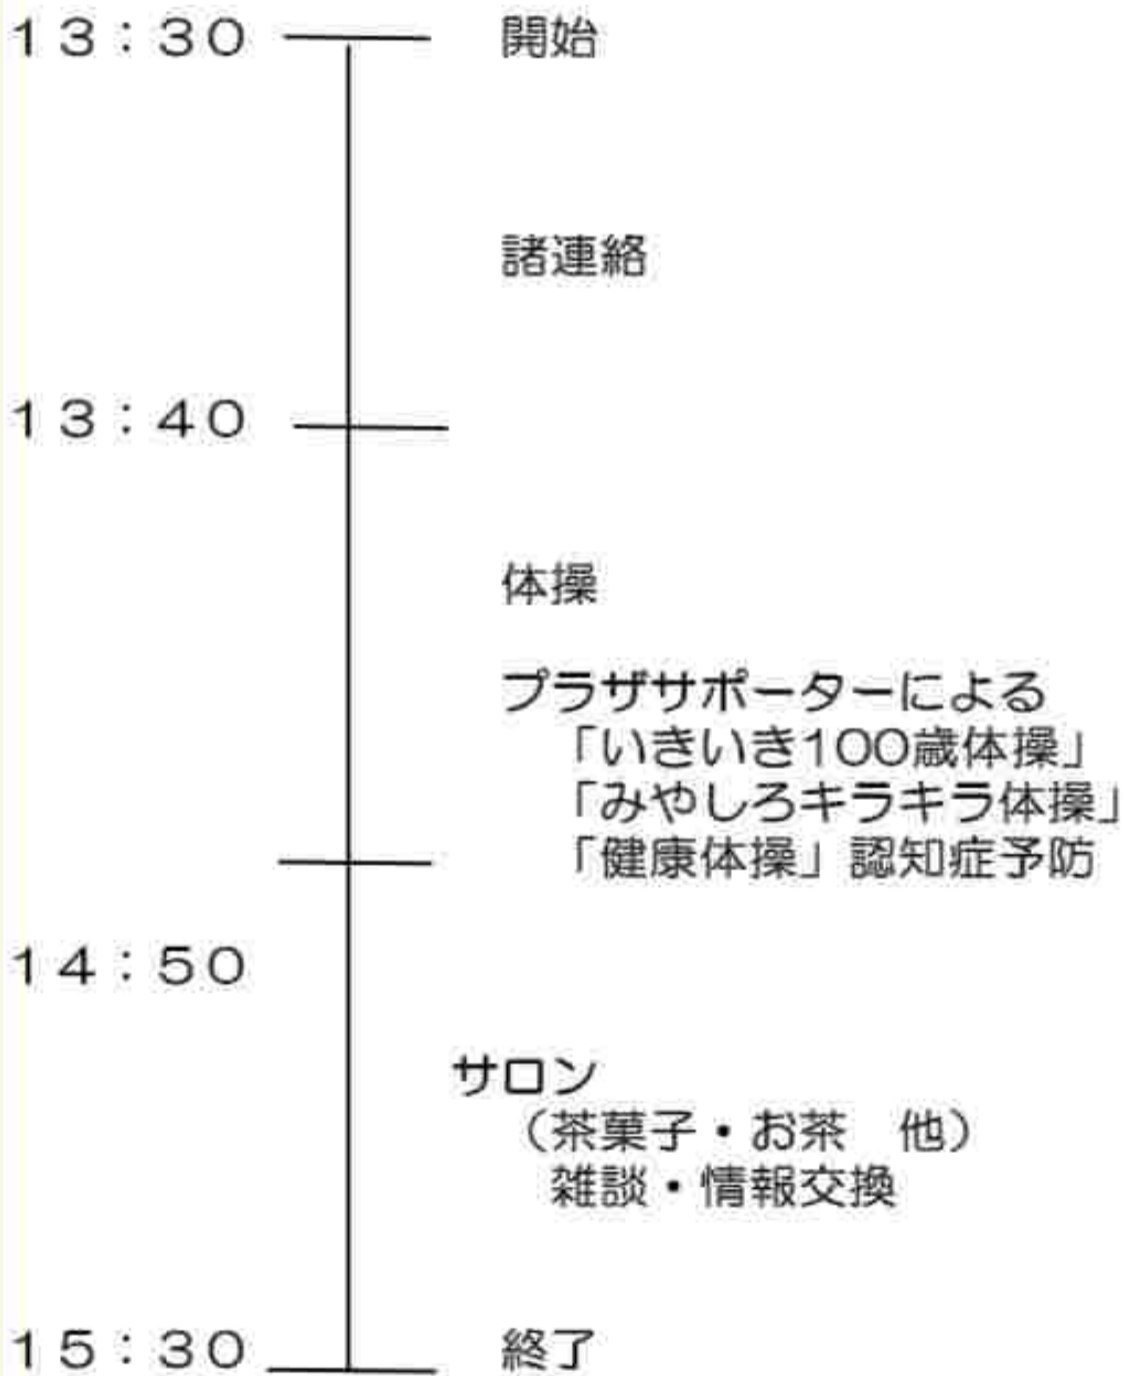 13:30 開始
諸連絡
13:40
体操
プラザサポーターによる
「いきいき100歳体操」
「みやしろキラキラ体操」
「健康体操」認知症予防
14:50
サロン
(茶菓子・お茶 他)
雑談・情報交換
15:30 終了